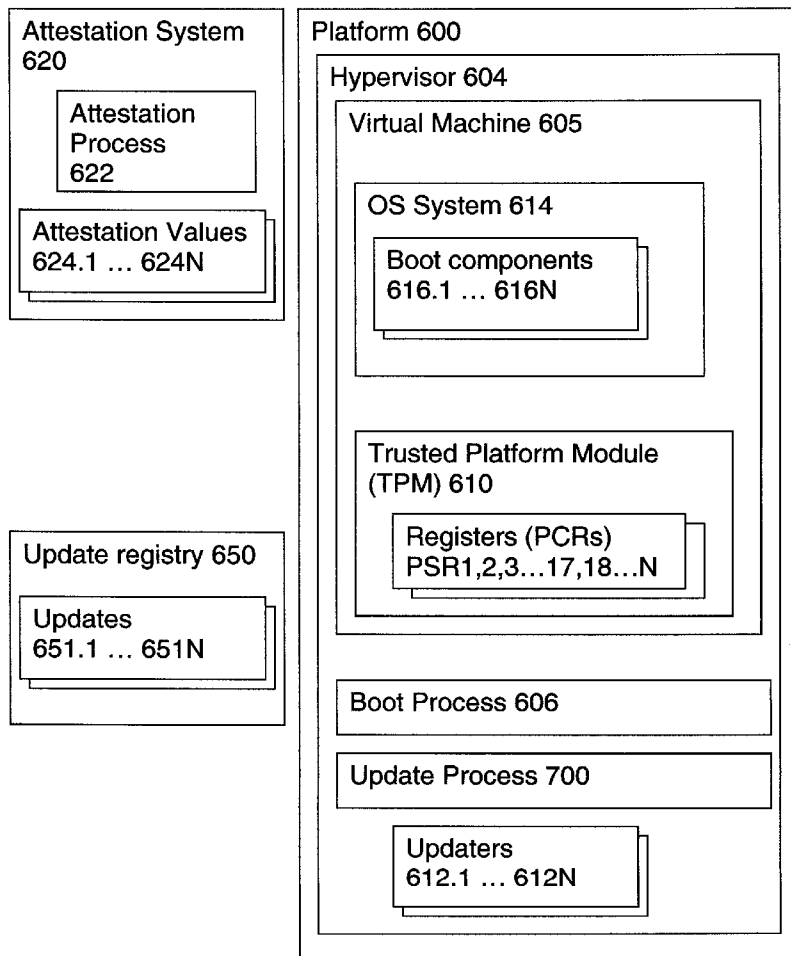 Attestation System
620
Attestation
Process
622
Attestation Values
624.1 ... 624N
Update registry 650
Updates
651.1 ... 651N
Platform 600
Hypervisor 604
Virtual Machine 605
OS System 614
Boot components
616.1 ... 616N
Trusted Platform Module
(TPM) 610
Registers (PCRs)
PSR1,2,3...17,18...N
Boot Process 606
Update Process 700
Updaters
612.1 ... 612N